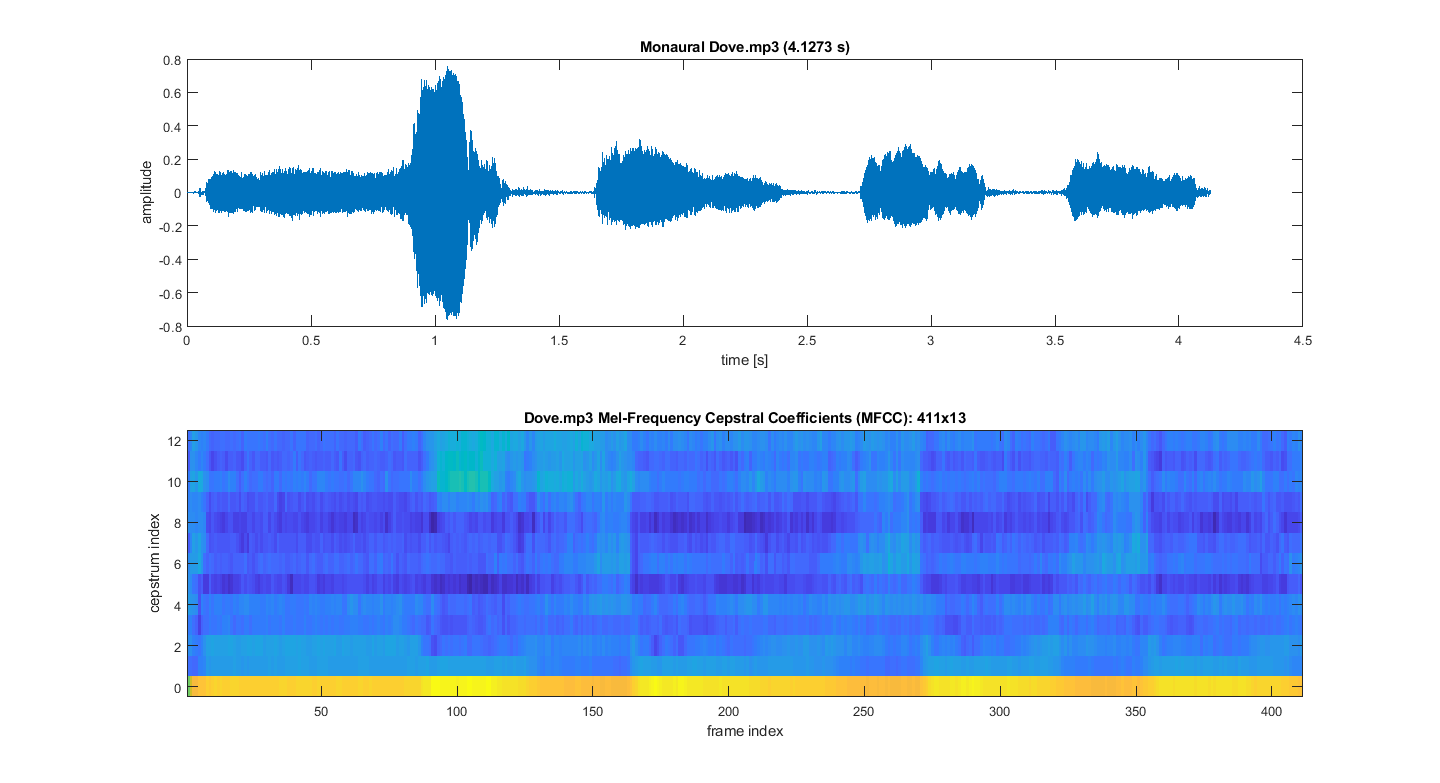 Monaural Dove.mp3 (4.1273 s)
0.8
0.6
0.4
0.2
0
-0.2
-0.4
-0.6
-0.8
amplitude
0 0.5 1 1.5 2 2.5 3 3.5 4 4.5
time [s]
Dove.mp3 Mel-Frequency Cepstral Coefficients (MFCC): 411x13
12
10
8
6
4
2
0
cepstrum index
50 100 150 200 250 300 350 400
frame index